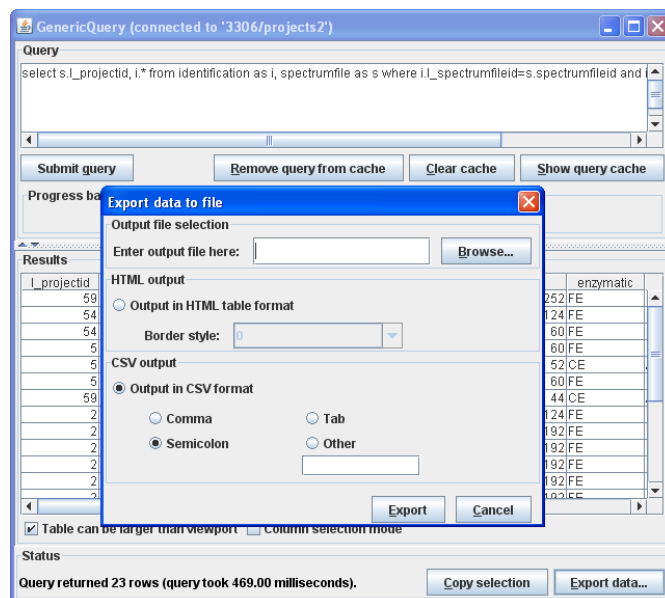 GenericQuery (connected to '3306/projects2')
Query
select s.l_projectid, i.* from identification as i, spectrumfile as s where i.l_spectrumfileid=s.spectrumfileid and i
Submit query
Remove query from cache
Clear cache
Show query cache
Progress ba
Export data to file
Output file selection
Enter output file here:
Browse...
Results
l_projectid
enzymatic
HTML output
Output in HTML table format
Border style:
0
CSV output
Output in CSV format
Comma
Tab
Semicolon
Other
Export
Cancel
59 252 FE
54 124 FE
54 60 FE
5 60 FE
5 52 CE
5 60 FE
59 44 CE
2 124 FE
2 192 FE
2 192 FE
2 192 FE
2 192 FE
2 92 FE
Table can be larger than viewport
Column selection mode
Status
Query returned 23 rows (query took 469.00 milliseconds).
Copy selection
Export data...